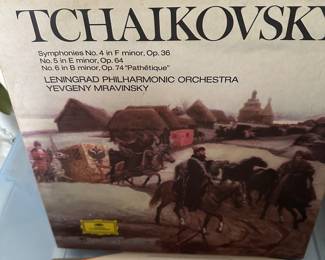 TCHAIKOVSKY
Symphonies No. 4 in F minor, Op. 36
No. 5 in E minor, Op. 64
No. 6 in B minor, Op. 74 "Pathétique"
LENINGRAD PHILHARMONIC ORCHESTRA
YEVGENY MRAVINSKY